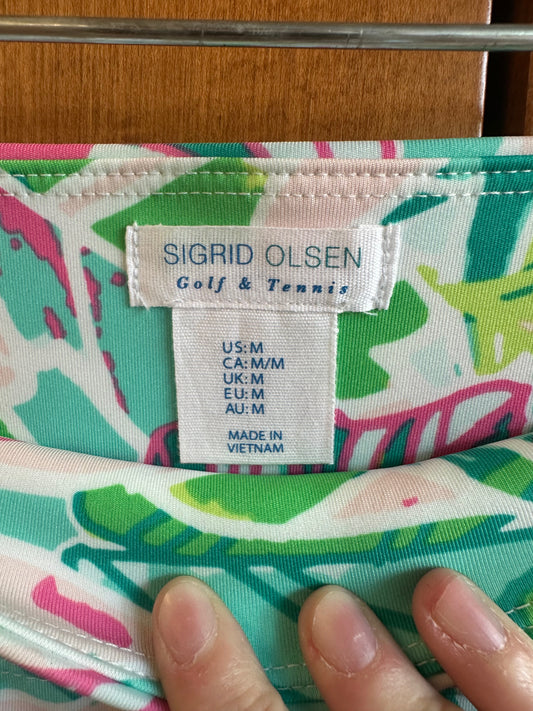 SIGRID OLSEN
Golf & Tennis
US: M
CA: M/M
UK: M
EU: M
AU: M
MADE IN
VIETNAM